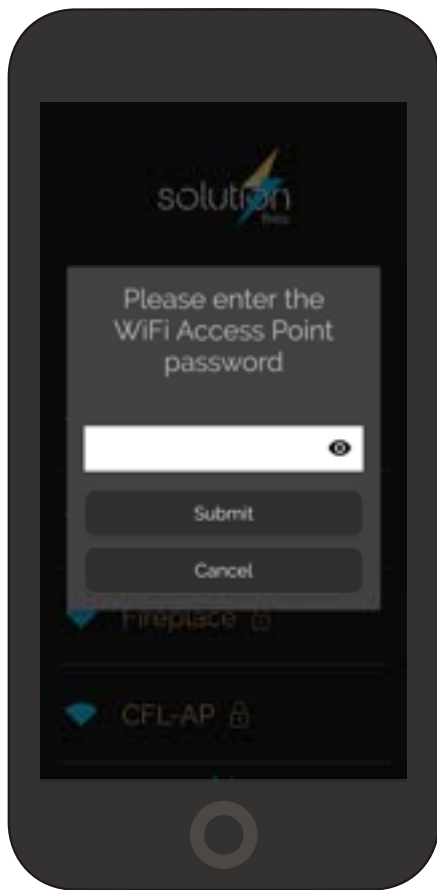 solution
Please enter the
WiFi Access Point
password
Submit
Cancel
Fireplace
CFL-AP